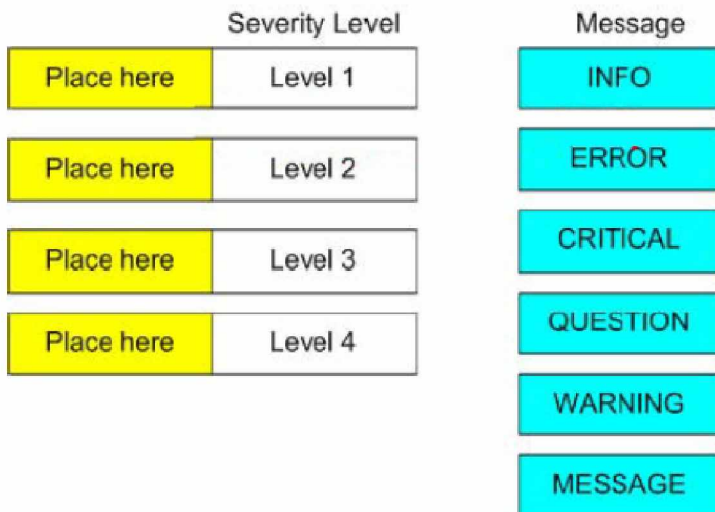 Severity Level
Message
Place here
Level 1
INFO
Place here
Level 2
ERROR
Place here
Level 3
CRITICAL
Place here
Level 4
QUESTION
WARNING
MESSAGE